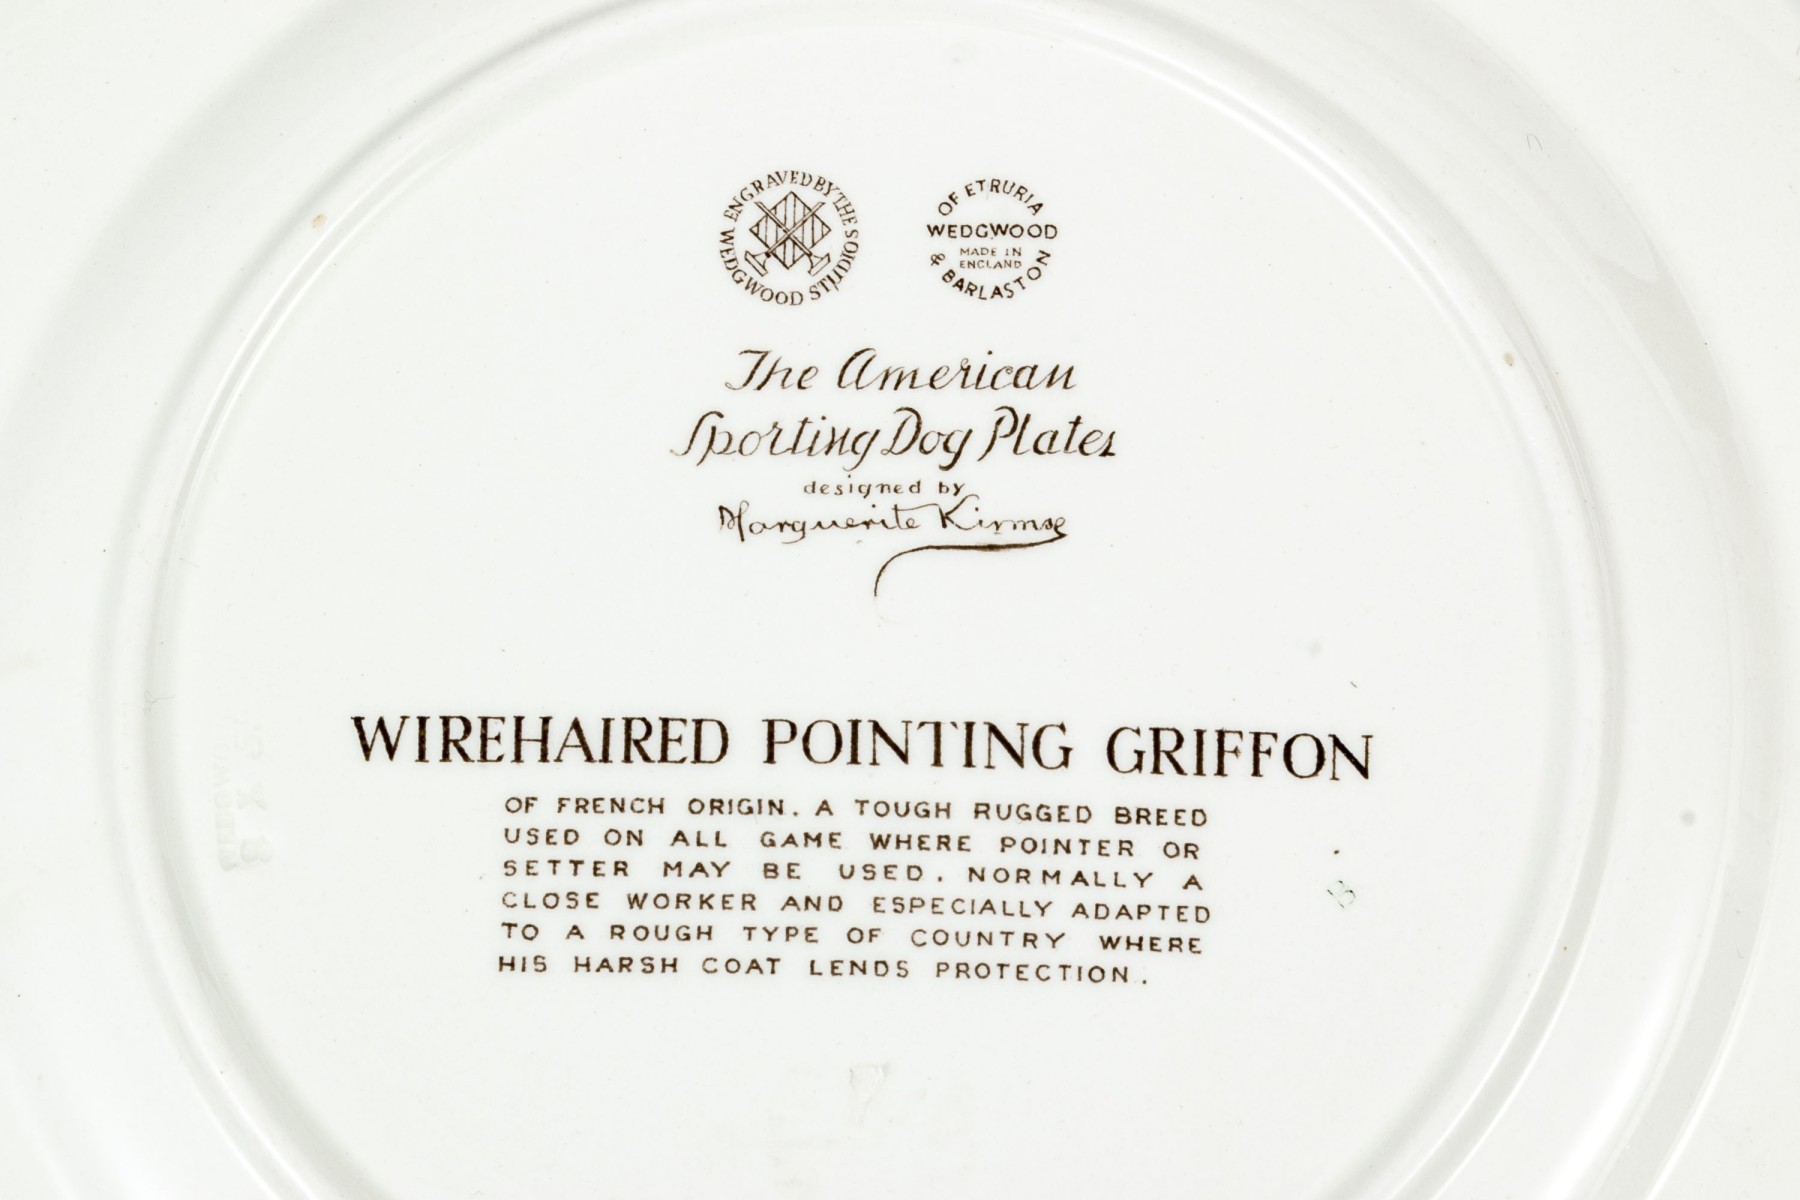 ENGRAVED BY THE STUDIOS WEDGWOOD
OF ETRURIA
WEDGWOOD
MADE IN
ENGLAND
& BARLASTON
The American
Sporting Dog Plates
designed by
Marguerite Kirmse
WIREHAIRED POINTING GRIFFON
OF FRENCH ORIGIN. A TOUGH RUGGED BREED
USED ON ALL GAME WHERE POINTER OR
SETTER MAY BE USED. NORMALLY A
CLOSE WORKER AND ESPECIALLY ADAPTED
TO A ROUGH TYPE OF COUNTRY WHERE
HIS HARSH COAT LENDS PROTECTION.